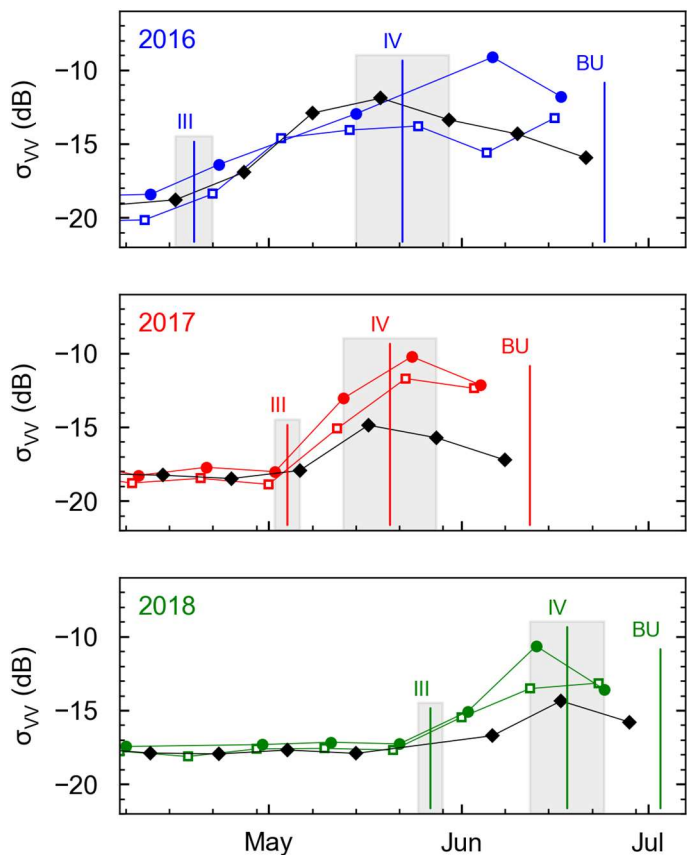 2016
III
IV
BU
−10
−15
−20
σVV (dB)
2017
III
IV
BU
−10
−15
−20
σVV (dB)
2018
III
IV
BU
−10
−15
−20
σVV (dB)
May
Jun
Jul